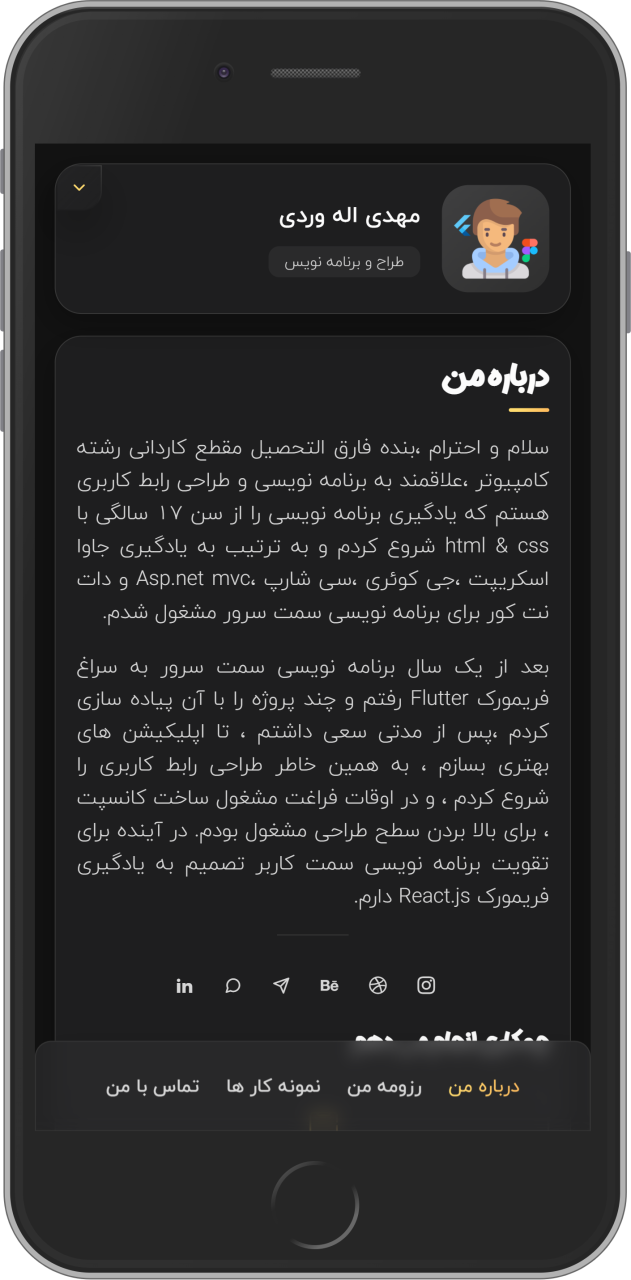 مهدی اله وردی
طراح و برنامه نویس
درباره من
سلام و احترام ،بنده فارق التحصیل مقطع کاردانی رشته
کامپیوتر ،علاقمند به برنامه نویسی و طراحی رابط کاربری
هستم که یادگیری برنامه نویسی را از سن ۱۷ سالگی با
html & css شروع کردم و به ترتیب به یادگیری جاوا
اسکریپت ،جی کوئری ،سی شارپ ،Asp.net mvc و دات
نت کور برای برنامه نویسی سمت سرور مشغول شدم.
بعد از یک سال برنامه نویسی سمت سرور به سراغ
فریمورک Flutter رفتم و چند پروژه را با آن پیاده سازی
کردم ،پس از مدتی سعی داشتم ، تا اپلیکیشن های
بهتری بسازم ، به همین خاطر طراحی رابط کاربری را
شروع کردم ، و در اوقات فراغت مشغول ساخت کانسپت
، برای بالا بردن سطح طراحی مشغول بودم. در آینده برای
تقویت برنامه نویسی سمت کاربر تصمیم به یادگیری
فریمورک React.js دارم.
Bē in
درباره من رزومه من نمونه کار ها تماس با من